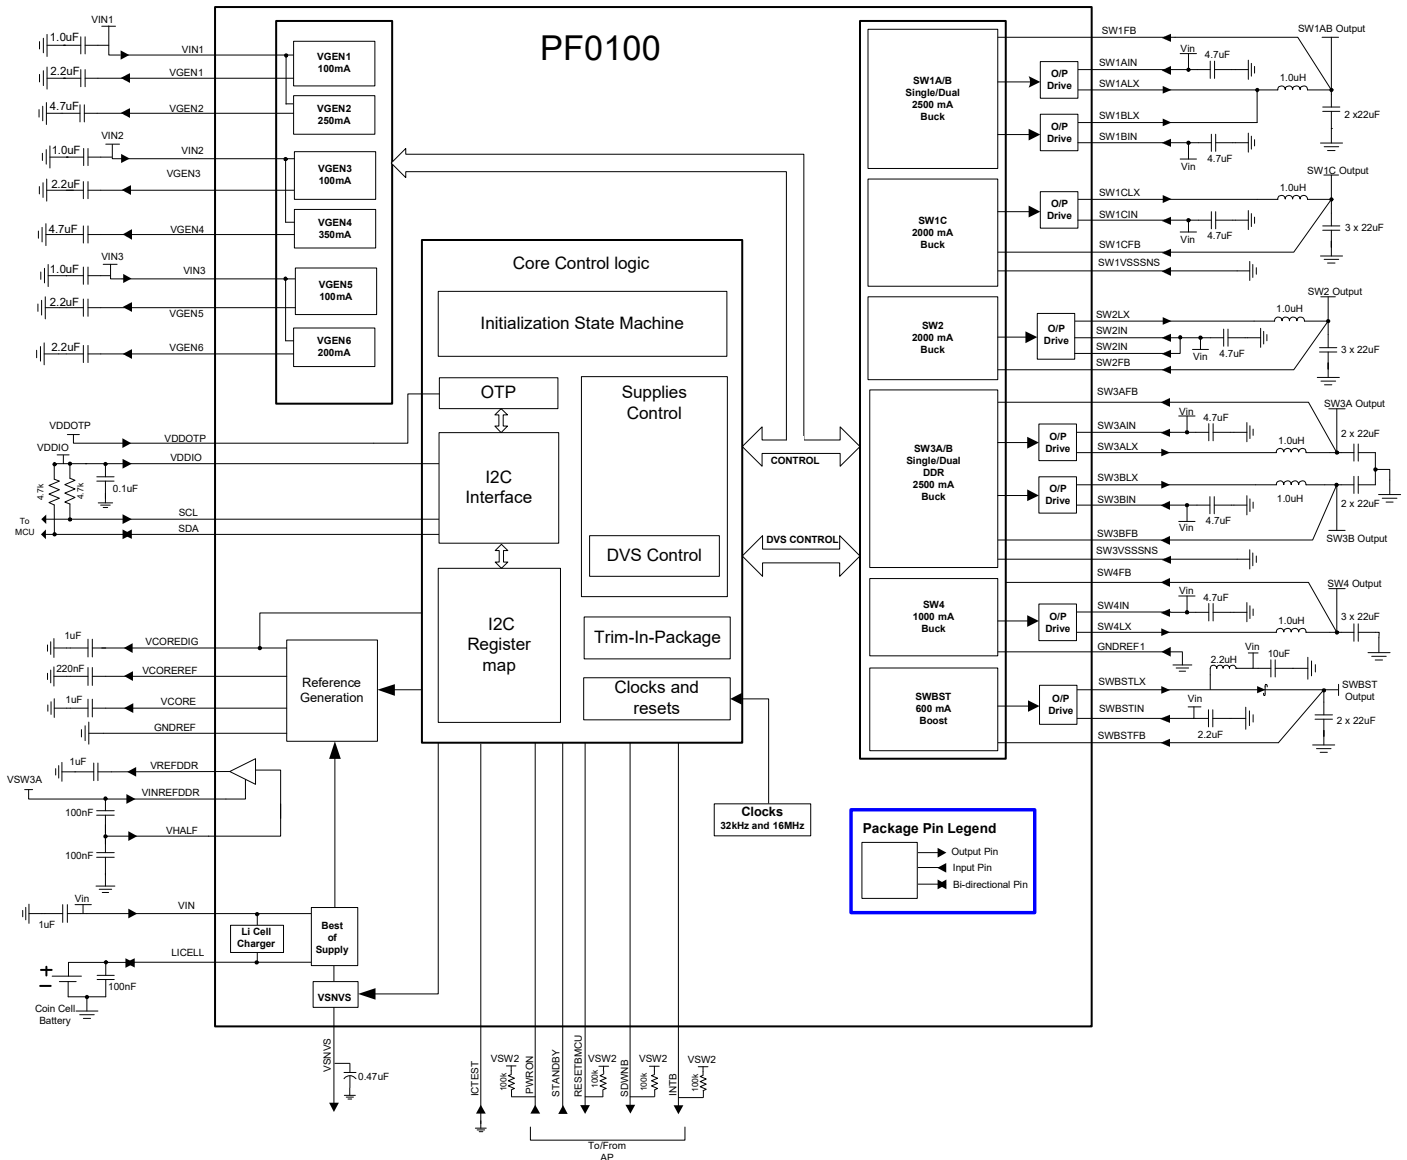 PF0100
VIN1
1.0uF
VIN1
2.2uF
VGEN1
4.7uF
VGEN2
VIN2
1.0uF
VIN2
2.2uF
VGEN3
4.7uF
VGEN4
VIN3
1.0uF
VIN3
2.2uF
VGEN5
2.2uF
VGEN6
VGEN1
100mA
VGEN2
250mA
VGEN3
100mA
VGEN4
350mA
VGEN5
100mA
VGEN6
200mA
VDDOTP
VDDOTP
VDDIO
VDDIO
4.7k
4.7k
0.1uF
To
MCU
SCL
SDA
1uF
VCOREDIG
220nF
VCOREREF
1uF
VCORE
GNDREF
1uF
VREFDDR
VSW3A
VINREFDDR
100nF
VHALF
100nF
Vin
VIN
1uF
LICELL
+
−
100nF
Coin Cell
Battery
Core Control logic
Initialization State Machine
OTP
I2C
Interface
I2C
Register
map
Supplies
Control
DVS Control
Trim-In-Package
Clocks and
resets
Reference
Generation
Li Cell
Charger
Best
of
Supply
VSNVS
Clocks
32kHz and 16MHz
CONTROL
DVS CONTROL
SW1A/B
Single/Dual
2500 mA
Buck
SW1C
2000 mA
Buck
SW2
2000 mA
Buck
SW3A/B
Single/Dual
DDR
2500 mA
Buck
SW4
1000 mA
Buck
SWBST
600 mA
Boost
O/P
Drive
O/P
Drive
O/P
Drive
O/P
Drive
O/P
Drive
O/P
Drive
O/P
Drive
O/P
Drive
SW1FB
SW1AB Output
SW1AIN
Vin
4.7uF
SW1ALX
1.0uH
2 x22uF
SW1BLX
SW1BIN
Vin
4.7uF
SW1C Output
SW1CLX
1.0uH
SW1CIN
Vin
4.7uF
3 x 22uF
SW1CFB
SW1VSSSNS
SW2 Output
SW2LX
1.0uH
SW2IN
SW2IN
Vin
4.7uF
3 x 22uF
SW2FB
SW3AFB
SW3A Output
SW3AIN
Vin
4.7uF
2 x 22uF
SW3ALX
1.0uH
SW3BLX
1.0uH
SW3BIN
Vin
4.7uF
2 x 22uF
SW3BFB
SW3B Output
SW3VSSSNS
SW4FB
SW4 Output
SW4IN
Vin
4.7uF
3 x 22uF
SW4LX
1.0uH
GNDREF1
Vin
2.2uH
10uF
SWBSTLX
SWBST
Output
Vin
SWBSTIN
2.2uF
2 x 22uF
SWBSTFB
Package Pin Legend
Output Pin
Input Pin
Bi-directional Pin
VSNVS
0.47uF
ICTEST
VSW2
100k
PWRON
STANDBY
RESETBMCU
VSW2
100k
SDWNB
VSW2
100k
INTB
VSW2
100k
To/From
AP